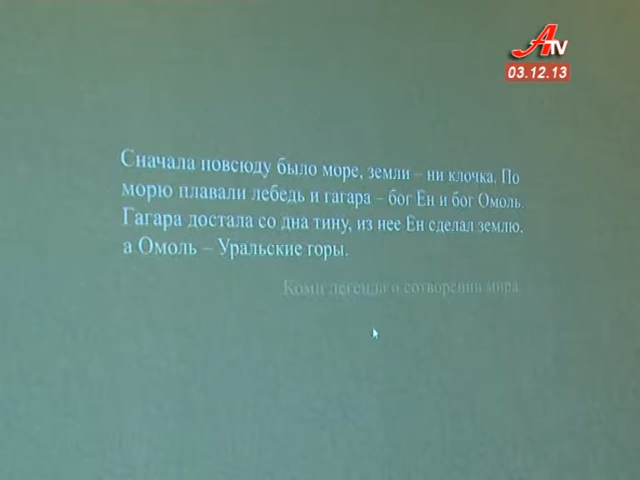 ATV
03.12.13
Сначала повсюду было море, земли – ни клочка. По
морю плавали лебедь и гагара – бог Ен и бог Омоль.
Гагара достала со дна тину, из нее Ен сделал землю,
а Омоль – Уральские горы.
Коми легенда о сотворении мира.